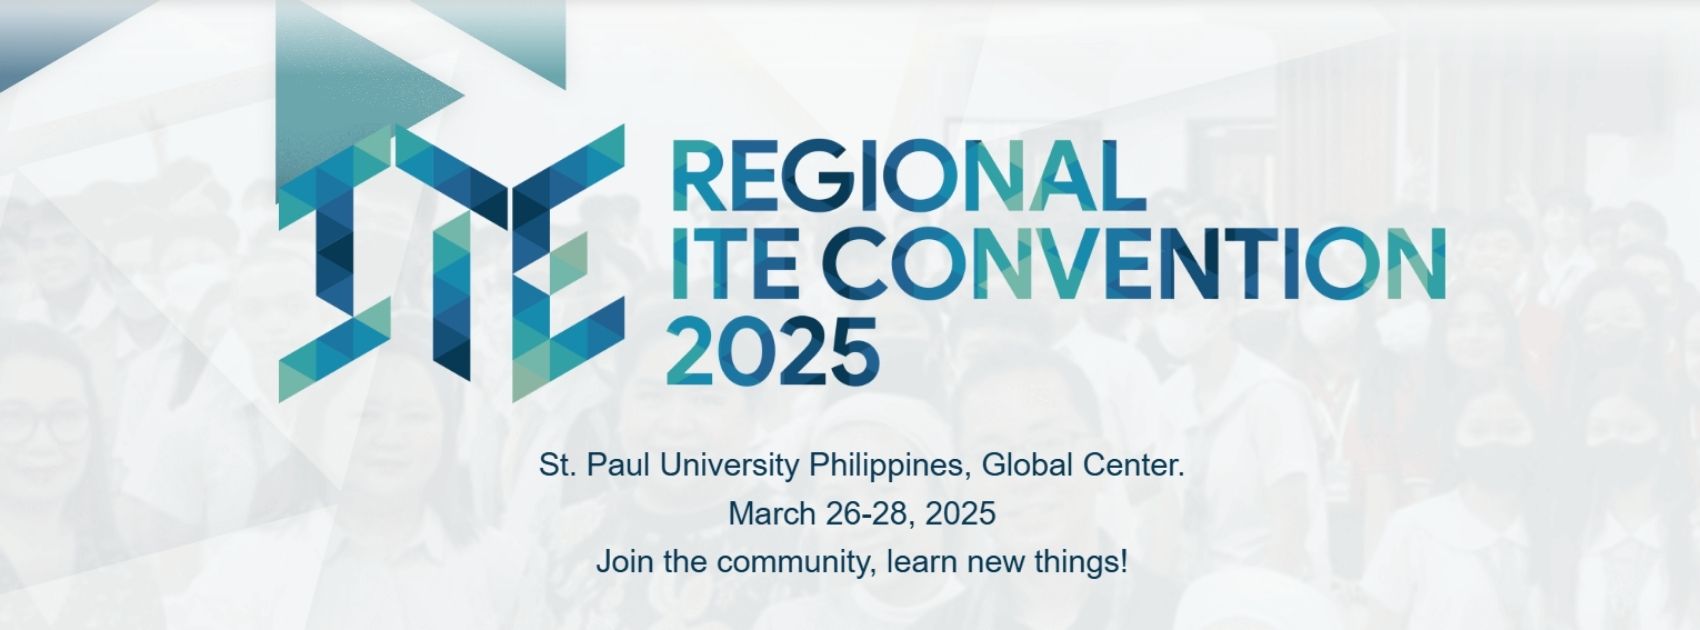 ITE
REGIONAL
ITE CONVENTION
2025
St. Paul University Philippines, Global Center.
March 26-28, 2025
Join the community, learn new things!